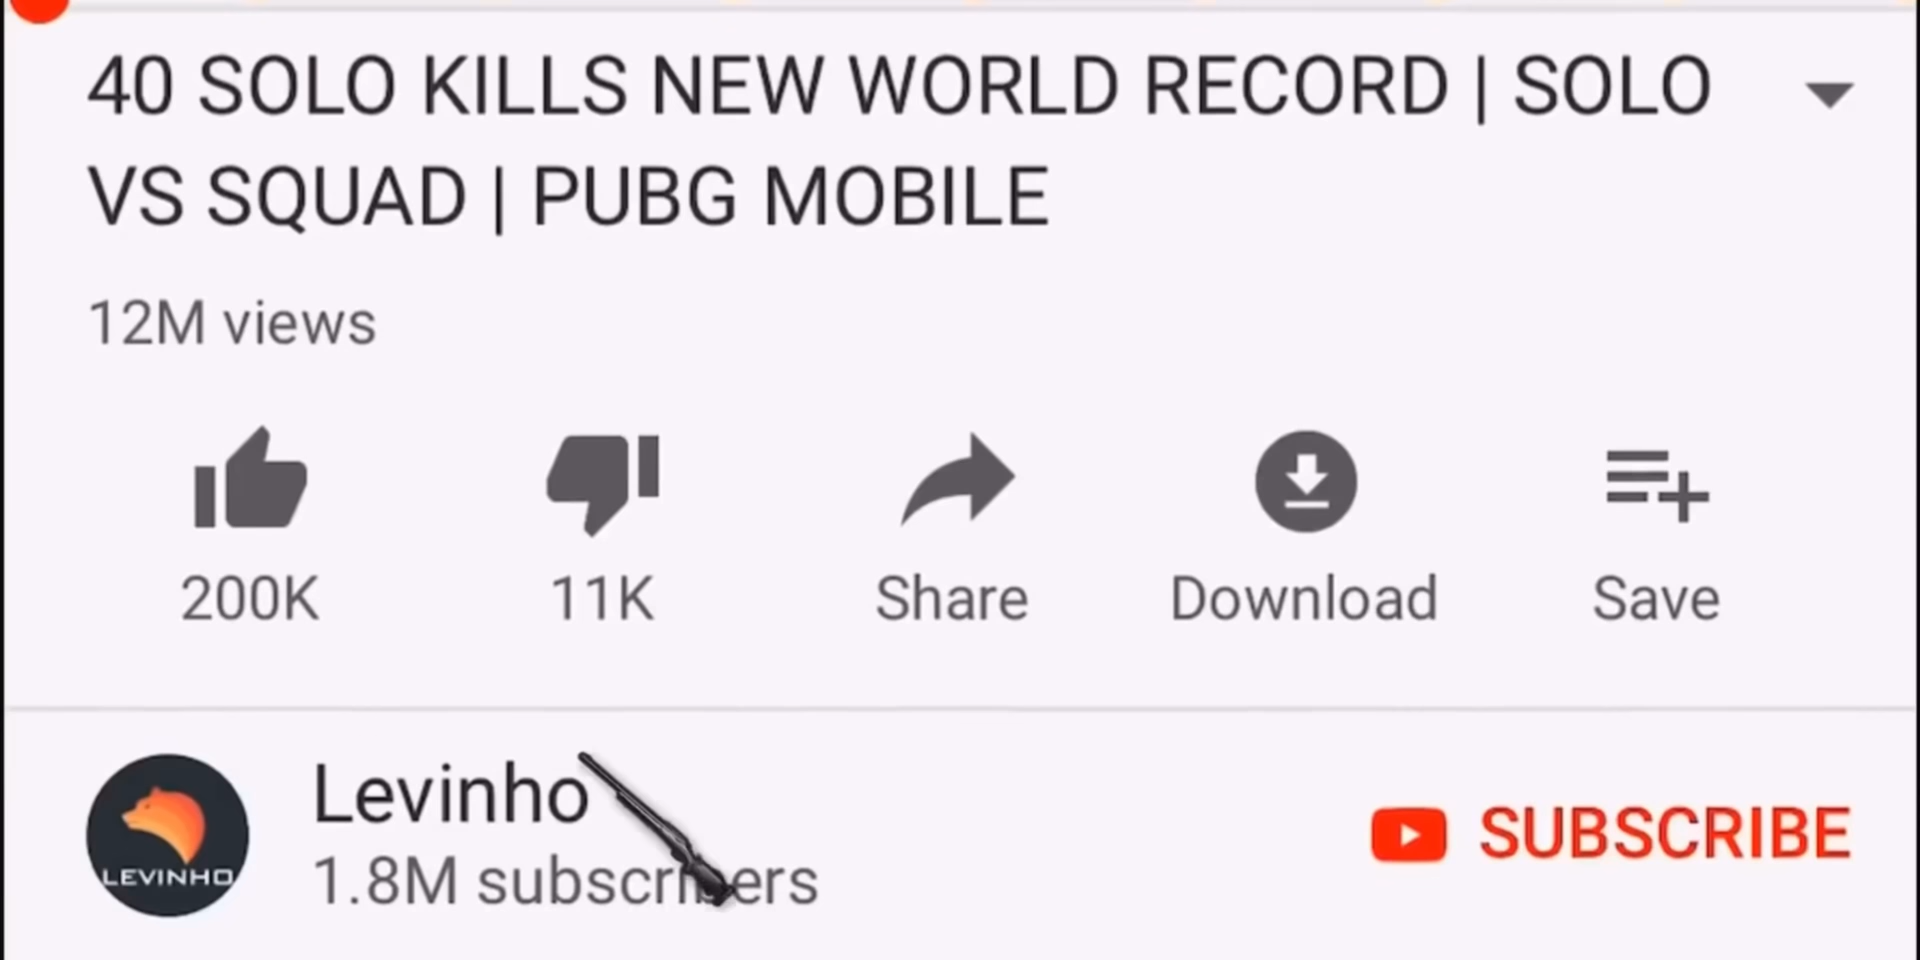 40 SOLO KILLS NEW WORLD RECORD | SOLO
VS SQUAD | PUBG MOBILE
12M views
200K
11K
Share
Download
Save
Levinho
1.8M subscribers
LEVINHO
SUBSCRIBE